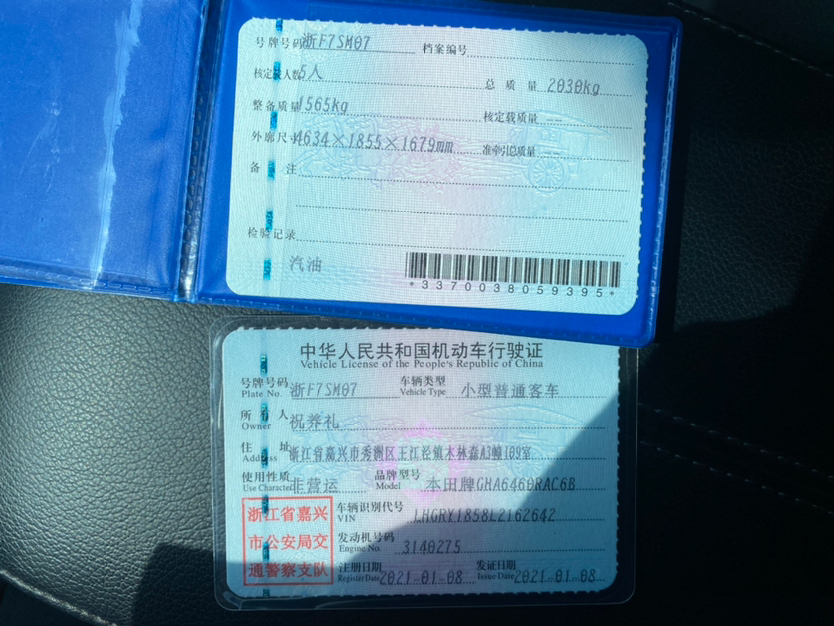 号牌号码 浙F7SM07 档案编号
核定载人数 5人 总质量 2030kg
整备质量 1565kg 核定载质量 --
外廓尺寸 4634×1855×1679mm 准牵引总质量 --
备注
检验记录
汽油
*3370038059395*
中华人民共和国机动车行驶证
Vehicle License of the People's Republic of China
号牌号码 浙F7SM07 车辆类型 小型普通客车
Plate No. Vehicle Type
所有人 祝养礼
Owner
住址 浙江省嘉兴市秀洲区王江泾镇木林森A3幢109室
Address
使用性质 非营运 品牌型号 本田牌GHA6460RAC6B
Use Character Model
浙江省嘉兴
市公安局交
通警察支队
车辆识别代号 LHGRY1858L2162642
VIN
发动机号码 3140275
Engine No.
注册日期 2021-01-08 发证日期 2021-01-08
Register Date Issue Date